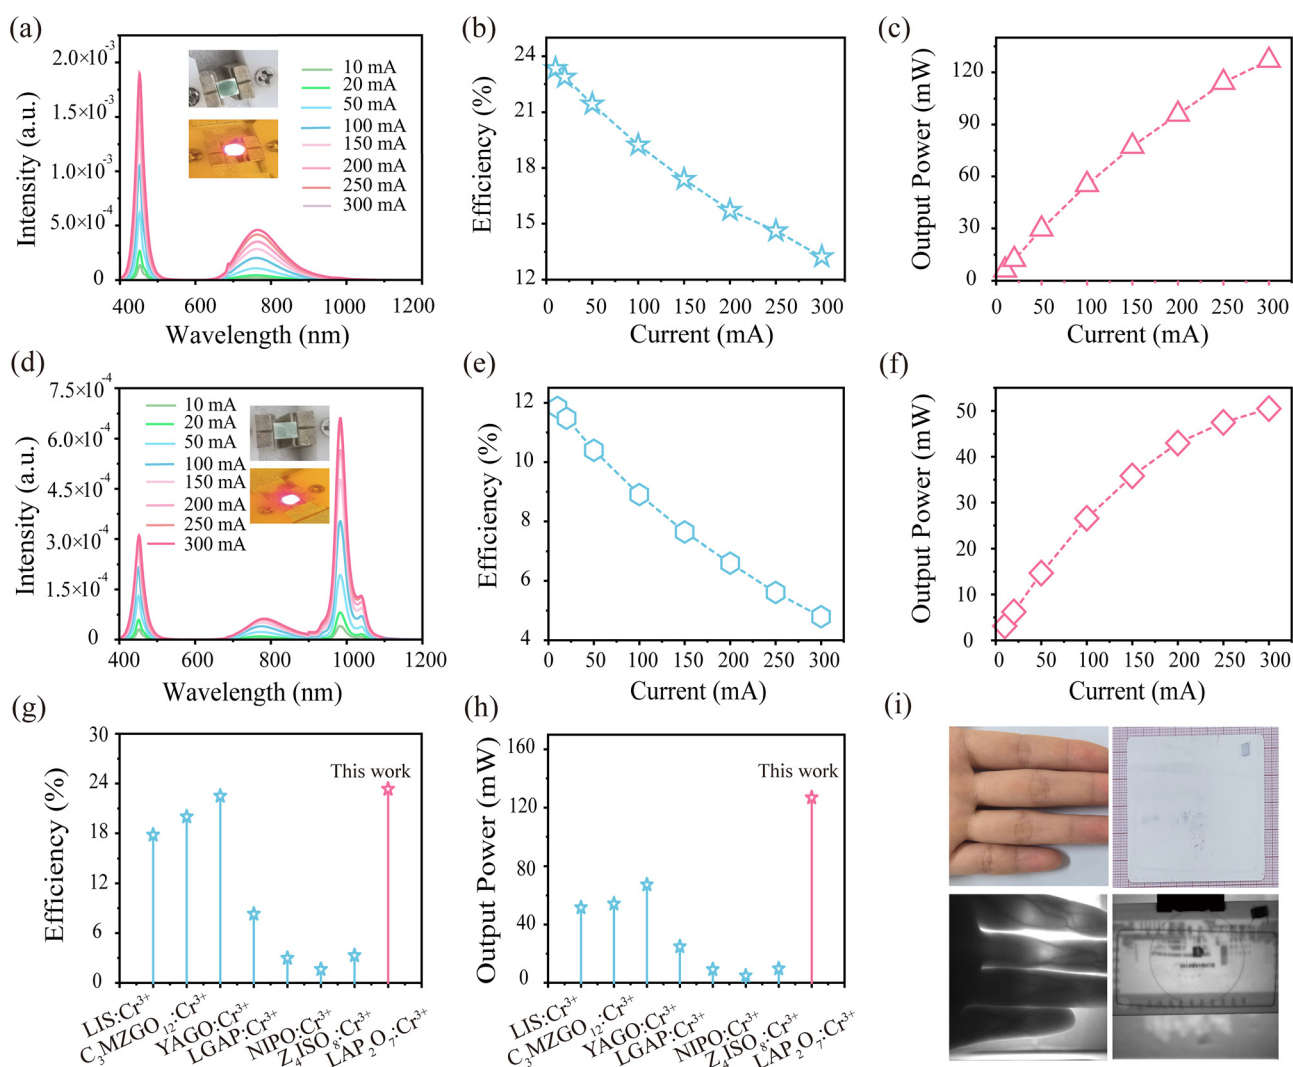 (a)
2.0×10⁻³
1.5×10⁻³
1.0×10⁻³
5.0×10⁻⁴
0
Intensity (a.u.)
10 mA
20 mA
50 mA
100 mA
150 mA
200 mA
250 mA
300 mA
400 600 800 1000 1200
Wavelength (nm)
(b)
24
21
18
15
12
Efficiency (%)
0 50 100 150 200 250 300
Current (mA)
(c)
120
90
60
30
0
Output Power (mW)
0 50 100 150 200 250 300
Current (mA)
(d)
7.5×10⁻⁴
6.0×10⁻⁴
4.5×10⁻⁴
3.0×10⁻⁴
1.5×10⁻⁴
0
Intensity (a.u.)
10 mA
20 mA
50 mA
100 mA
150 mA
200 mA
250 mA
300 mA
400 600 800 1000 1200
Wavelength (nm)
(e)
12
10
8
6
4
Efficiency (%)
0 50 100 150 200 250 300
Current (mA)
(f)
50
40
30
20
10
0
Output Power (mW)
0 50 100 150 200 250 300
Current (mA)
(g)
30
24
18
12
6
0
Efficiency (%)
This work
LIS:Cr³⁺
C₃MZGO₁₂:Cr³⁺
YAGO:Cr³⁺
LGAP:Cr³⁺
NIPO:Cr³⁺
Z₄ISO₈:Cr³⁺
LAP₂O₇:Cr³⁺
(h)
160
120
80
40
0
Output Power (mW)
This work
LIS:Cr³⁺
C₃MZGO₁₂:Cr³⁺
YAGO:Cr³⁺
LGAP:Cr³⁺
NIPO:Cr³⁺
Z₄ISO₈:Cr³⁺
LAP₂O₇:Cr³⁺
(i)